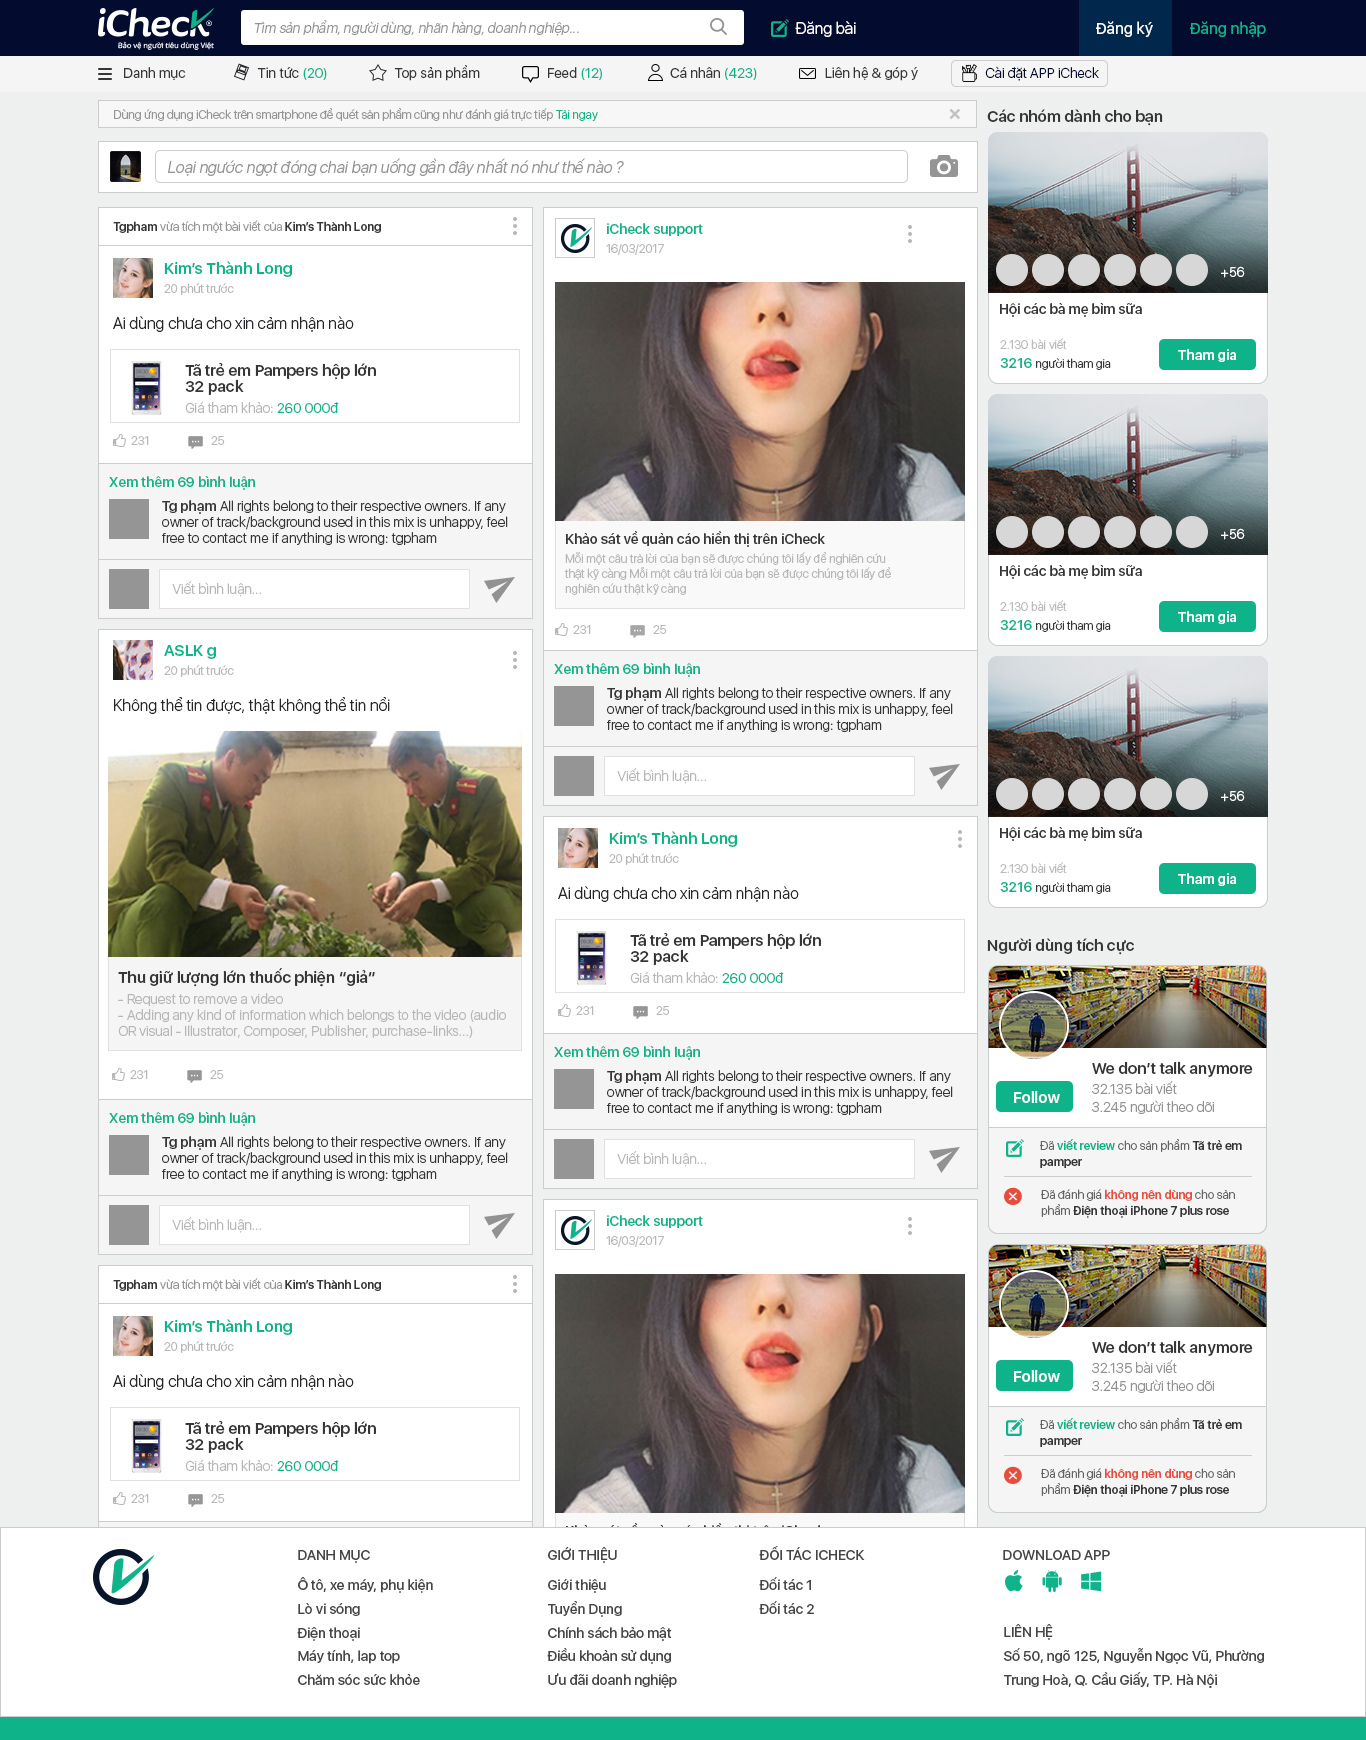 iCheck
Bảo vệ người tiêu dùng Việt
Tìm sản phẩm, người dùng, nhãn hàng, doanh nghiệp...
Đăng bài
Đăng ký
Đăng nhập
Danh mục
Tin tức (20)
Top sản phẩm
Feed (12)
Cá nhân (423)
Liên hệ & góp ý
Cài đặt APP iCheck
Dùng ứng dụng iCheck trên smartphone để quét sản phẩm cũng như đánh giá trực tiếp Tải ngay
Loại ngước ngọt đóng chai bạn uống gần đây nhất nó như thế nào ?
Tgpham vừa tích một bài viết của Kim's Thành Long
Kim's Thành Long
20 phút trước
Ai dùng chưa cho xin cảm nhận nào
Tã trẻ em Pampers hộp lớn
32 pack
Giá tham khảo: 260 000đ
231
25
Xem thêm 69 bình luận
Tg phạm All rights belong to their respective owners. If any
owner of track/background used in this mix is unhappy, feel
free to contact me if anything is wrong: tgpham
Viết bình luận...
ASLK g
20 phút trước
Không thể tin được, thật không thể tin nổi
Thu giữ lượng lớn thuốc phiện “giả”
- Request to remove a video
- Adding any kind of information which belongs to the video (audio
OR visual - Illustrator, Composer, Publisher, purchase-links...)
231
25
Xem thêm 69 bình luận
Tg phạm All rights belong to their respective owners. If any
owner of track/background used in this mix is unhappy, feel
free to contact me if anything is wrong: tgpham
Viết bình luận...
Tgpham vừa tích một bài viết của Kim's Thành Long
Kim's Thành Long
20 phút trước
Ai dùng chưa cho xin cảm nhận nào
Tã trẻ em Pampers hộp lớn
32 pack
Giá tham khảo: 260 000đ
231
25
iCheck support
16/03/2017
Khảo sát về quản cáo hiển thị trên iCheck
Mỗi một câu trả lời của bạn sẽ được chúng tôi lấy để nghiên cứu
thật kỹ càng Mỗi một câu trả lời của bạn sẽ được chúng tôi lấy để
nghiên cứu thật kỹ càng
231
25
Xem thêm 69 bình luận
Tg phạm All rights belong to their respective owners. If any
owner of track/background used in this mix is unhappy, feel
free to contact me if anything is wrong: tgpham
Viết bình luận...
Kim's Thành Long
20 phút trước
Ai dùng chưa cho xin cảm nhận nào
Tã trẻ em Pampers hộp lớn
32 pack
Giá tham khảo: 260 000đ
231
25
Xem thêm 69 bình luận
Tg phạm All rights belong to their respective owners. If any
owner of track/background used in this mix is unhappy, feel
free to contact me if anything is wrong: tgpham
Viết bình luận...
iCheck support
16/03/2017
Các nhóm dành cho bạn
+56
Hội các bà mẹ bỉm sữa
2.130 bài viết
3216 người tham gia
Tham gia
+56
Hội các bà mẹ bỉm sữa
2.130 bài viết
3216 người tham gia
Tham gia
+56
Hội các bà mẹ bỉm sữa
2.130 bài viết
3216 người tham gia
Tham gia
Người dùng tích cực
We don't talk anymore
32.135 bài viết
3.245 người theo dõi
Follow
Đã viết review cho sản phẩm Tã trẻ em
pamper
Đã đánh giá không nên dùng cho sản
phẩm Điện thoại iPhone 7 plus rose
We don't talk anymore
32.135 bài viết
3.245 người theo dõi
Follow
Đã viết review cho sản phẩm Tã trẻ em
pamper
Đã đánh giá không nên dùng cho sản
phẩm Điện thoại iPhone 7 plus rose
DANH MỤC
Ô tô, xe máy, phụ kiện
Lò vi sóng
Điện thoại
Máy tính, lap top
Chăm sóc sức khỏe
GIỚI THIỆU
Giới thiệu
Tuyển Dụng
Chính sách bảo mật
Điều khoản sử dụng
Ưu đãi doanh nghiệp
ĐỐI TÁC ICHECK
Đối tác 1
Đối tác 2
DOWNLOAD APP
LIÊN HỆ
Số 50, ngõ 125, Nguyễn Ngọc Vũ, Phường
Trung Hoà, Q. Cầu Giấy, TP. Hà Nội